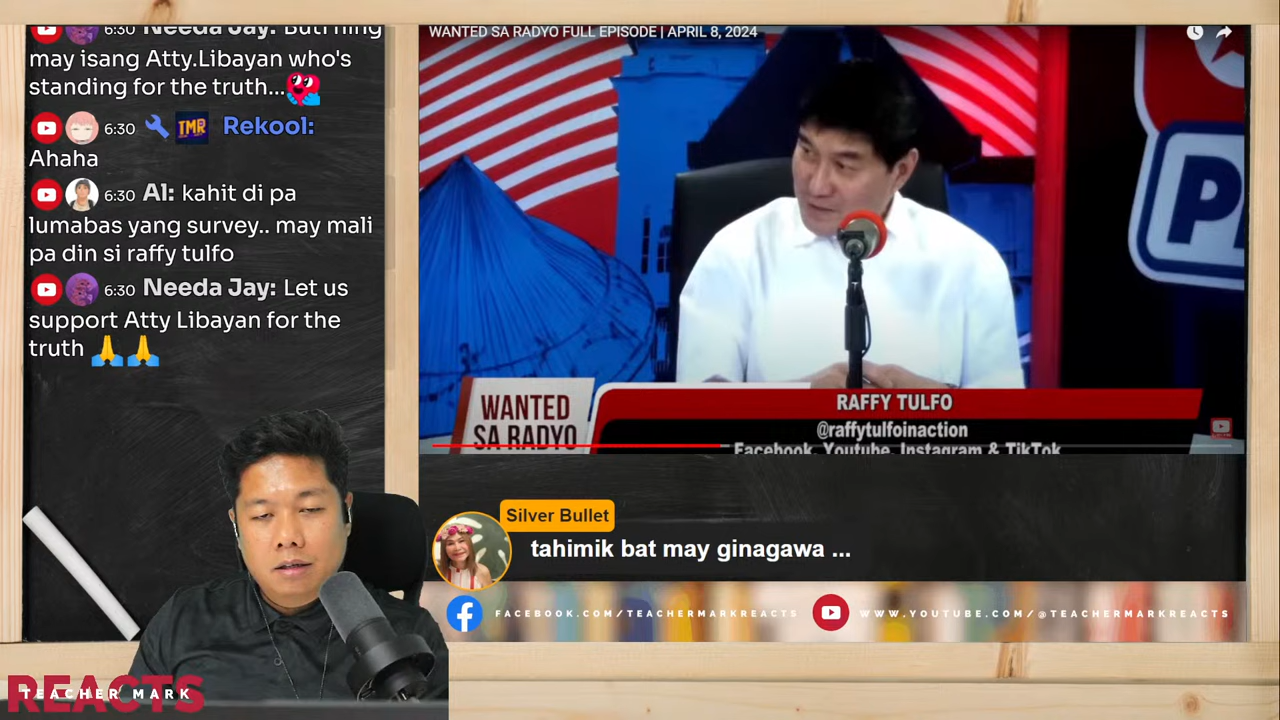 6:30 Needa Jay: Buti ning
may isang Atty.Libayan who's
standing for the truth...
6:30 TMR Rekool:
Ahaha
6:30 Al: kahit di pa
lumabas yang survey.. may mali
pa din si raffy tulfo
6:30 Needa Jay: Let us
support Atty Libayan for the
truth 🙏🙏
WANTED SA RADYO FULL EPISODE | APRIL 8, 2024
WANTED
SA RADYO
RAFFY TULFO
@raffytulfoinaction
Facebook, Youtube, Instagram & TikTok
Silver Bullet
tahimik bat may ginagawa ...
FACEBOOK.COM/TEACHERMARKREACTS
WWW.YOUTUBE.COM/@TEACHERMARKREACTS
TEACHER MARK
REACTS